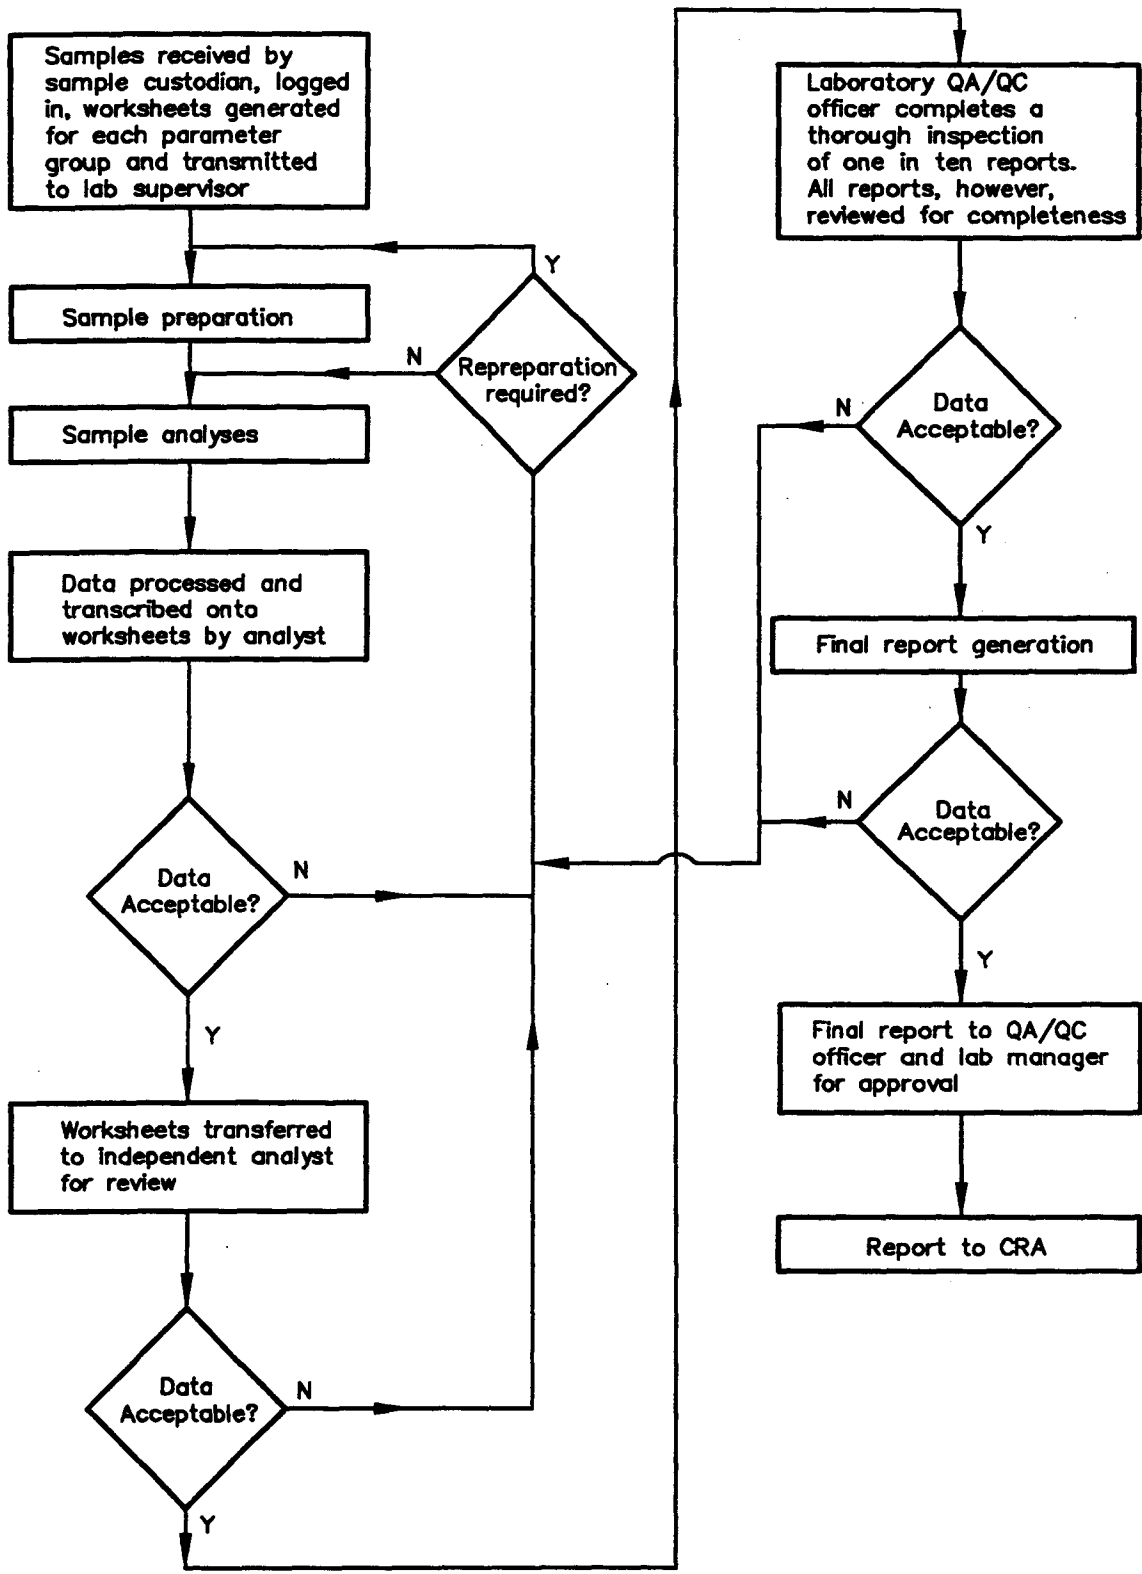 Samples received by
sample custodian, logged
in, worksheets generated
for each parameter
group and transmitted
to lab supervisor
Y
Sample preparation
N
Repreparation
required?
Sample analyses
Data processed and
transcribed onto
worksheets by analyst
N
Data
Acceptable?
Y
Worksheets transferred
to independent analyst
for review
Data
Acceptable?
N
Y
Laboratory QA/QC
officer completes a
thorough inspection
of one in ten reports.
All reports, however,
reviewed for completeness
N
Data
Acceptable?
Y
Final report generation
N
Data
Acceptable?
Y
Final report to QA/QC
officer and lab manager
for approval
Report to CRA